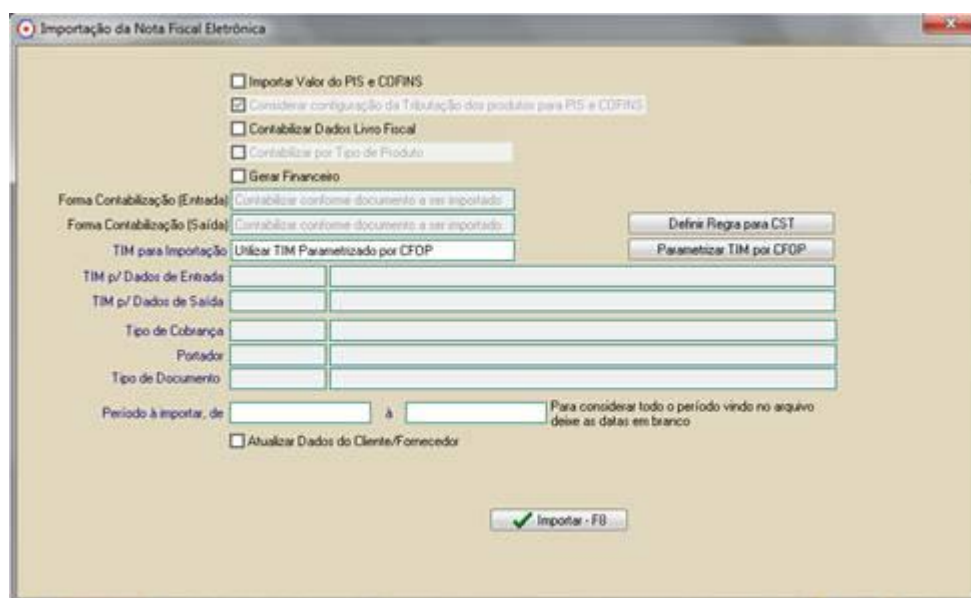 Importação da Nota Fiscal Eletrônica
Importar Valor do PIS e COFINS
Considerar configuração da Tributação dos produtos para PIS e COFINS
Contabilizar Dados Livro Fiscal
Contabilizar por Tipo de Produto
Gerar Financeiro
Forma Contabilização (Entrada) Contabilizar conforme documento a ser importado
Forma Contabilização (Saída) Contabilizar conforme documento a ser importado Definir Regra para CST
TIM para Importação Utilizar TIM Parametrizado por CFOP Parametrizar TIM por CFOP
TIM p/ Dados de Entrada
TIM p/ Dados de Saída
Tipo de Cobrança
Portador
Tipo de Documento
Período à importar, de à Para considerar todo o período vindo no arquivo
deixe as datas em branco
Atualizar Dados do Cliente/Fornecedor
Importar - F8